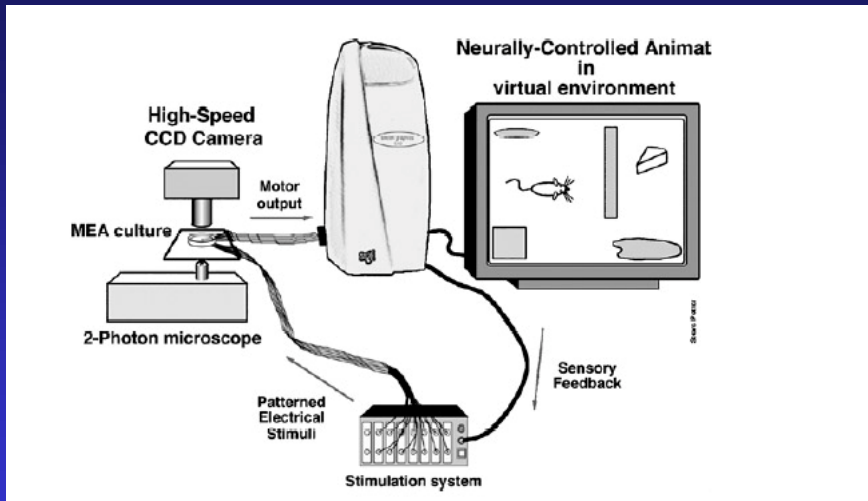 Neurally-Controlled Animat
in
virtual environment
High-Speed
CCD Camera
Motor
output
MEA culture
sgi
2-Photon microscope
Sensory
Feedback
Patterned
Electrical
Stimuli
Stimulation system